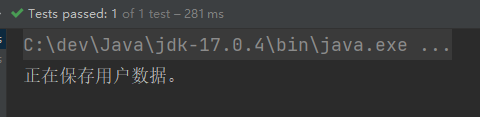 Tests passed: 1 of 1 test – 281 ms
C:\dev\Java\jdk-17.0.4\bin\java.exe ...
正在保存用户数据。